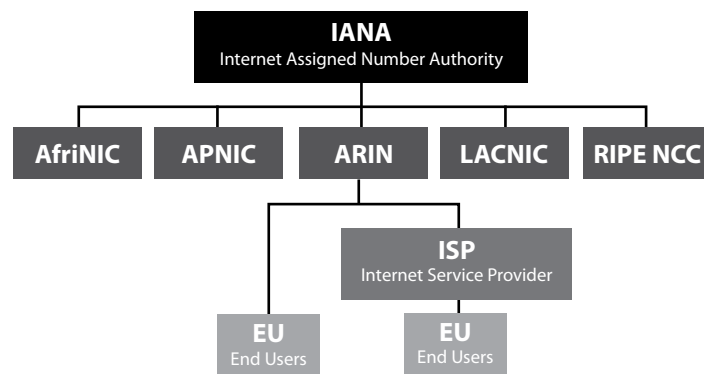 IANA
Internet Assigned Number Authority
AfriNIC
APNIC
ARIN
LACNIC
RIPE NCC
ISP
Internet Service Provider
EU
End Users
EU
End Users